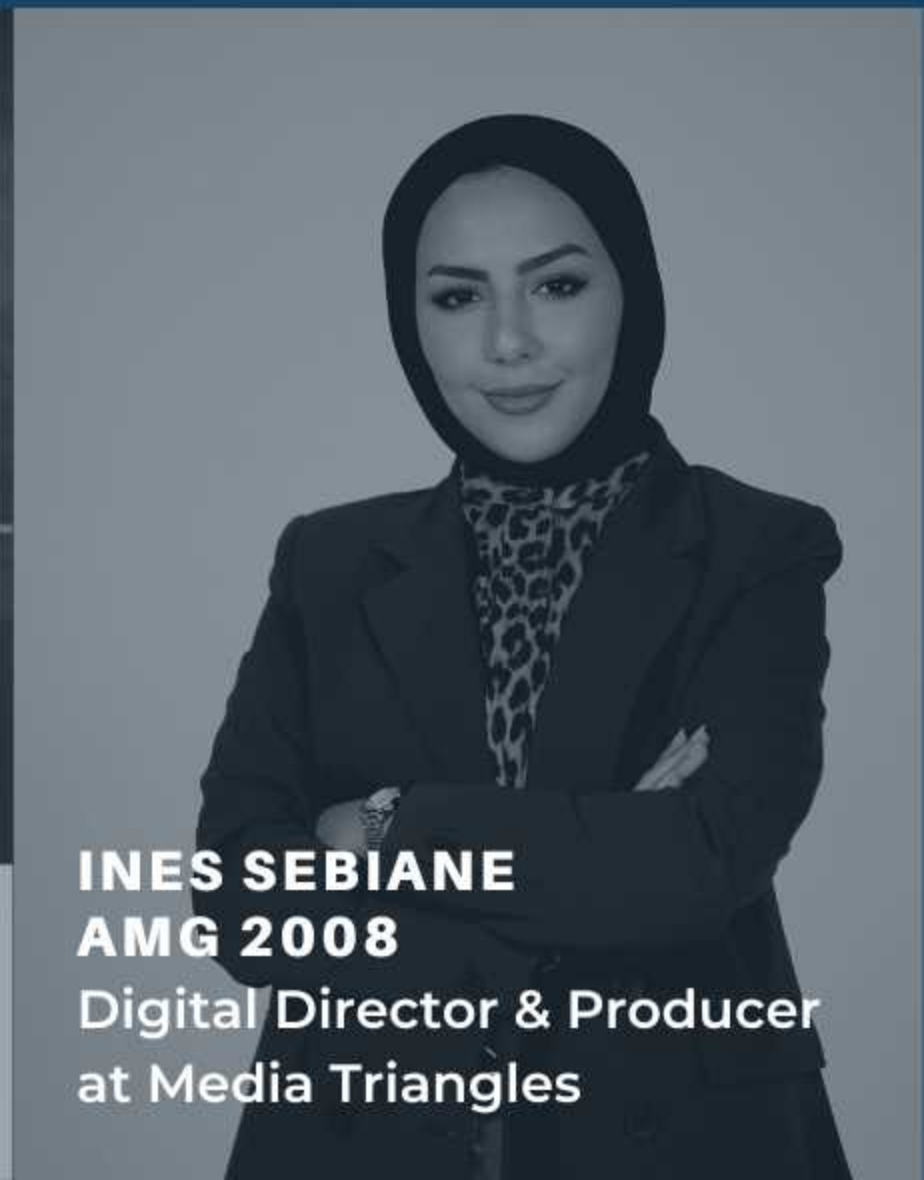 INES SEBIANE
AMG 2008
Digital Director & Producer
at Media Triangles